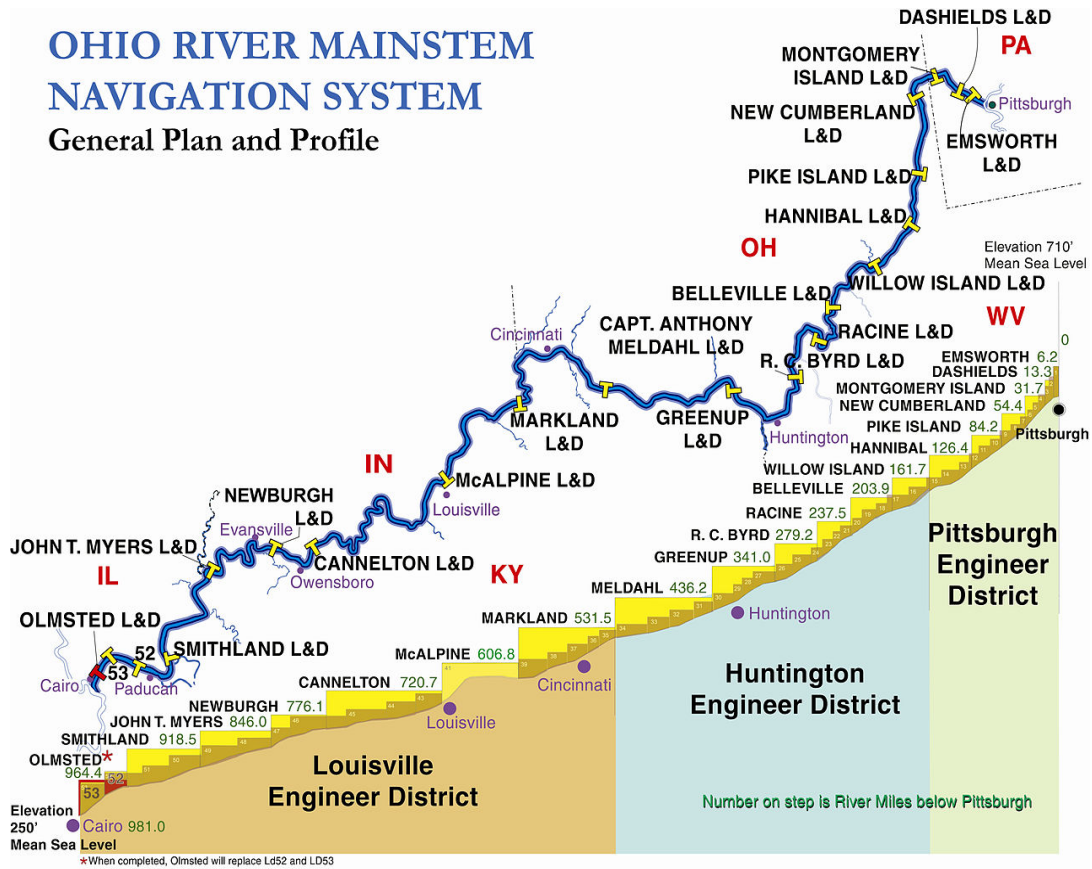 OHIO RIVER MAINSTEM
NAVIGATION SYSTEM
General Plan and Profile
DASHIELDS L&D
PA
MONTGOMERY
ISLAND L&D
Pittsburgh
NEW CUMBERLAND
L&D
EMSWORTH
L&D
PIKE ISLAND L&D
HANNIBAL L&D
OH
Elevation 710'
Mean Sea Level
WILLOW ISLAND L&D
BELLEVILLE L&D
WV
CAPT. ANTHONY
MELDAHL L&D
RACINE L&D
Cincinnati
R. C. BYRD L&D
0
EMSWORTH 6.2
DASHIELDS 13.3
MONTGOMERY ISLAND 31.7
NEW CUMBERLAND 54.4
PIKE ISLAND 84.2
HANNIBAL 126.4
WILLOW ISLAND 161.7
BELLEVILLE 203.9
RACINE 237.5
R. C. BYRD 279.2
GREENUP 341.0
MELDAHL 436.2
MARKLAND 531.5
McALPINE 606.8
CANNELTON 720.7
NEWBURGH 776.1
JOHN T. MYERS 846.0
SMITHLAND 918.5
OLMSTED*
964.4
52
53
Pittsburgh
MARKLAND
L&D
GREENUP
L&D
Huntington
IN
McALPINE L&D
Louisville
NEWBURGH
L&D
Evansville
JOHN T. MYERS L&D
CANNELTON L&D
Owensboro
IL
KY
OLMSTED L&D
52
53
SMITHLAND L&D
Cairo
Paducah
Huntington
Cincinnati
Louisville
Pittsburgh
Engineer
District
Huntington
Engineer District
Louisville
Engineer District
Number on step is River Miles below Pittsburgh
Elevation
250'
Mean Sea Level
Cairo 981.0
*When completed, Olmsted will replace Ld52 and LD53